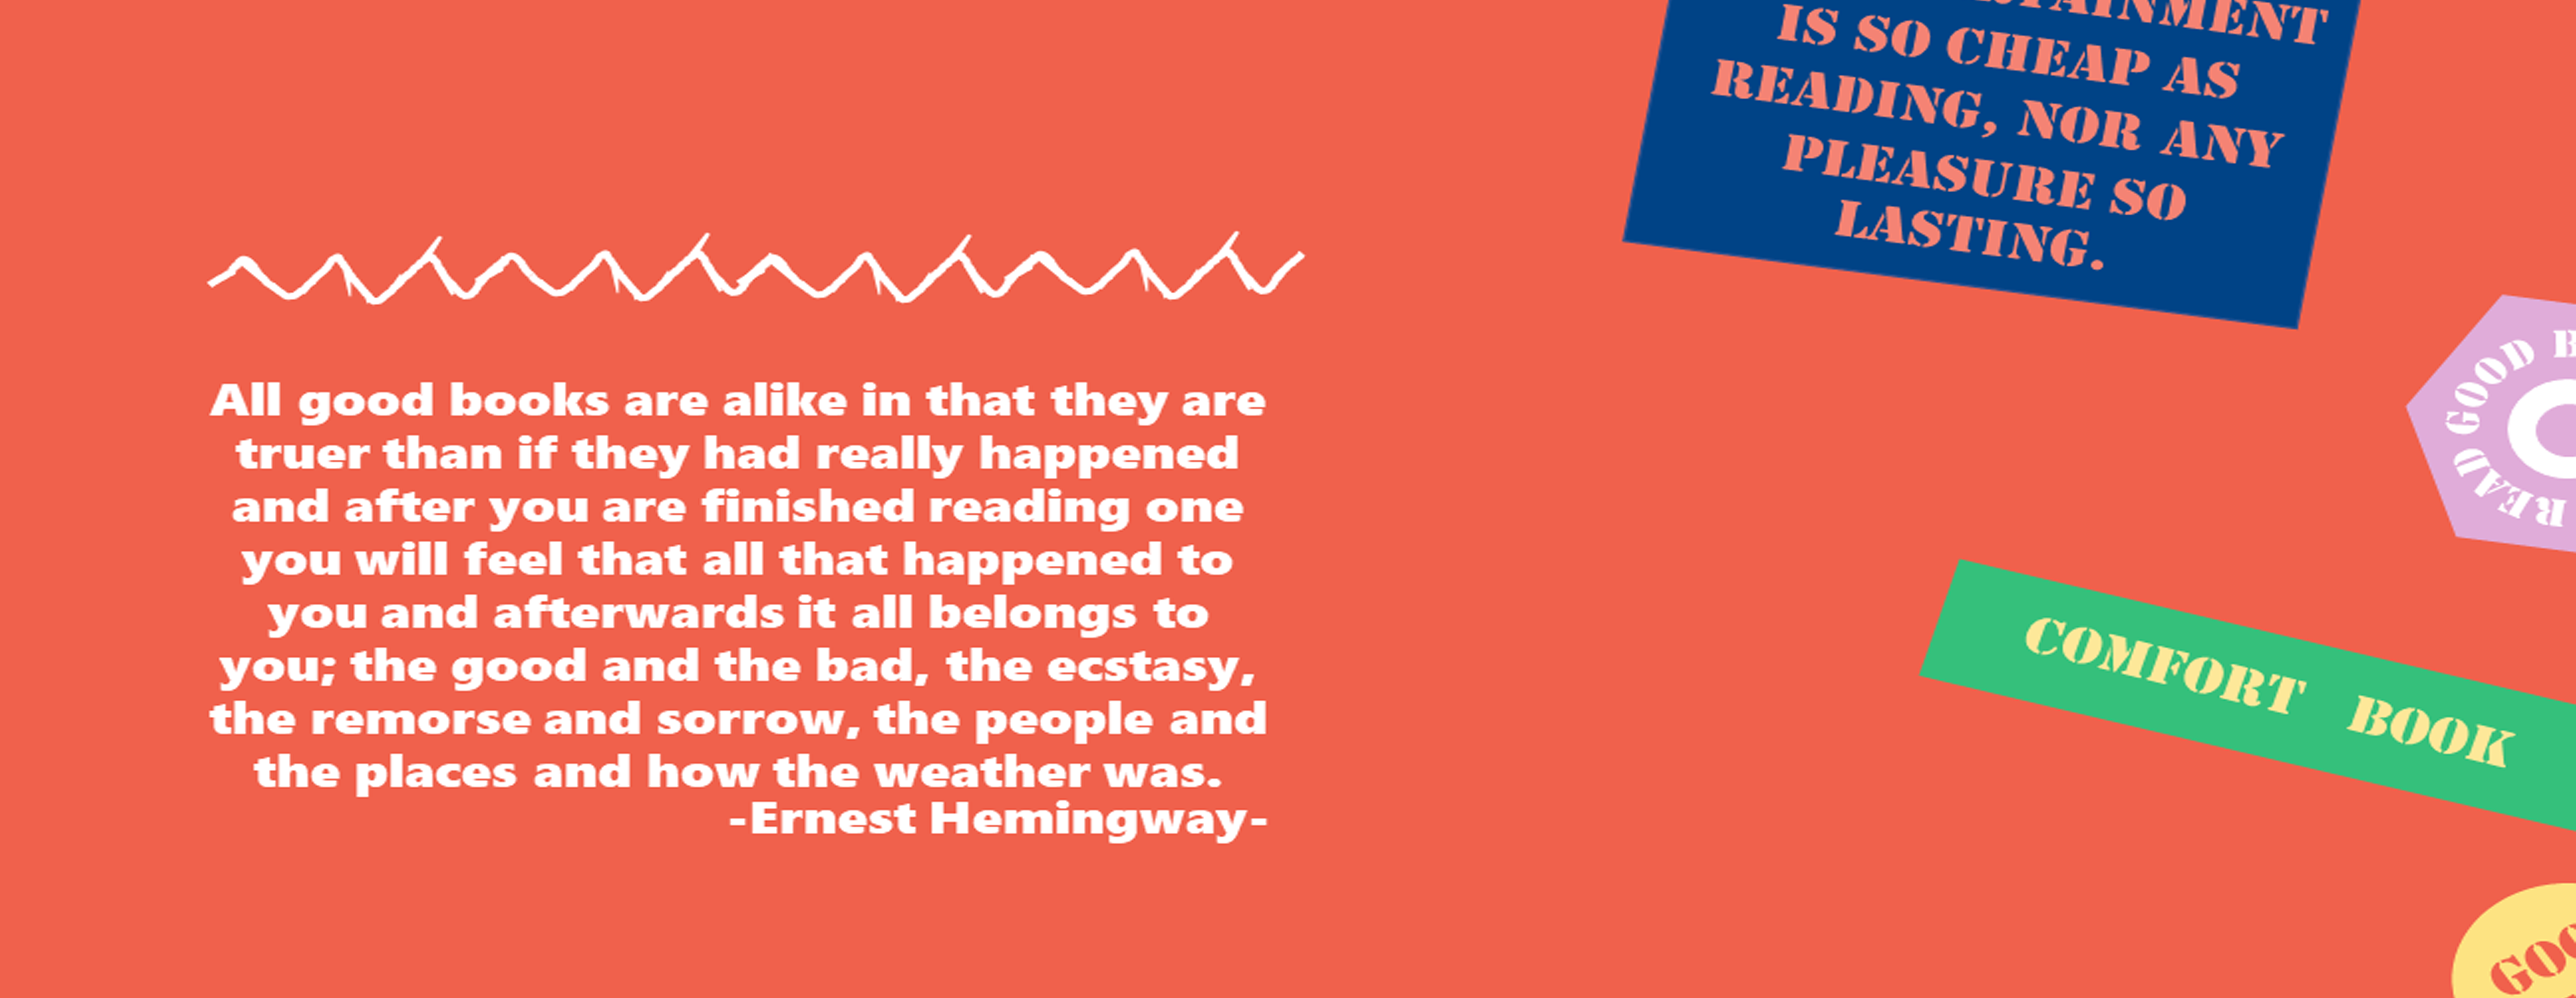 IS SO CHEAP AS
READING, NOR ANY
PLEASURE SO
LASTING.
All good books are alike in that they are
truer than if they had really happened
and after you are finished reading one
you will feel that all that happened to
you and afterwards it all belongs to
you; the good and the bad, the ecstasy,
the remorse and sorrow, the people and
the places and how the weather was.
-Ernest Hemingway-
READ GOOD
COMFORT BOOK